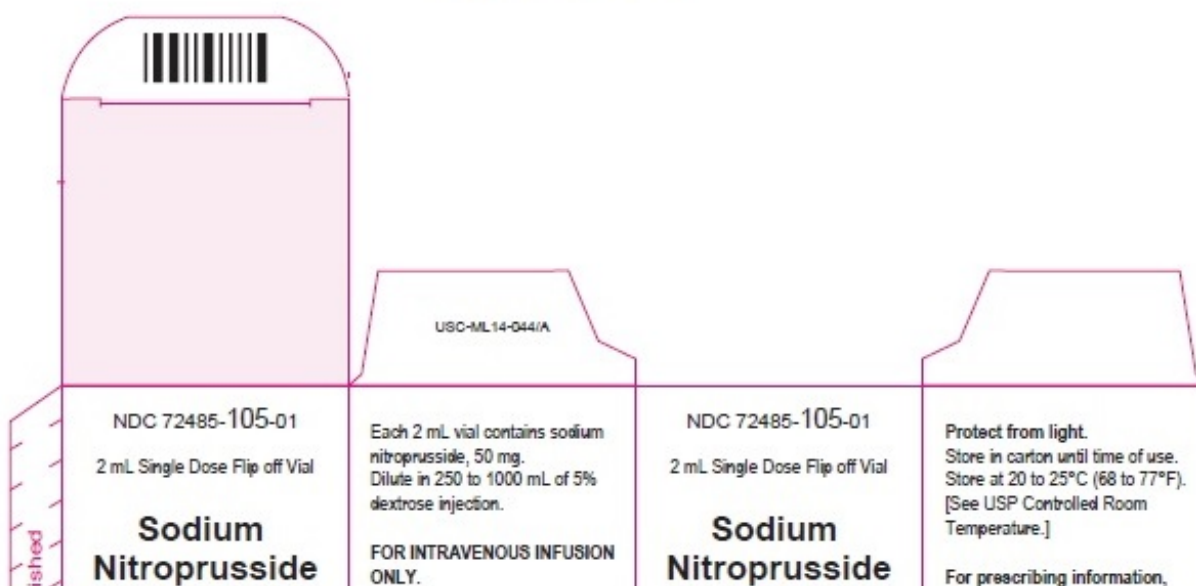 USC-ML14-044/A
NDC 72485-105-01
2 mL Single Dose Flip off Vial
Sodium
Nitroprusside
Each 2 mL vial contains sodium
nitroprusside, 50 mg.
Dilute in 250 to 1000 mL of 5%
dextrose injection.
FOR INTRAVENOUS INFUSION
ONLY.
NDC 72485-105-01
2 mL Single Dose Flip off Vial
Sodium
Nitroprusside
Protect from light.
Store in carton until time of use.
Store at 20 to 25°C (68 to 77°F).
[See USP Controlled Room
Temperature.]
For prescribing information,